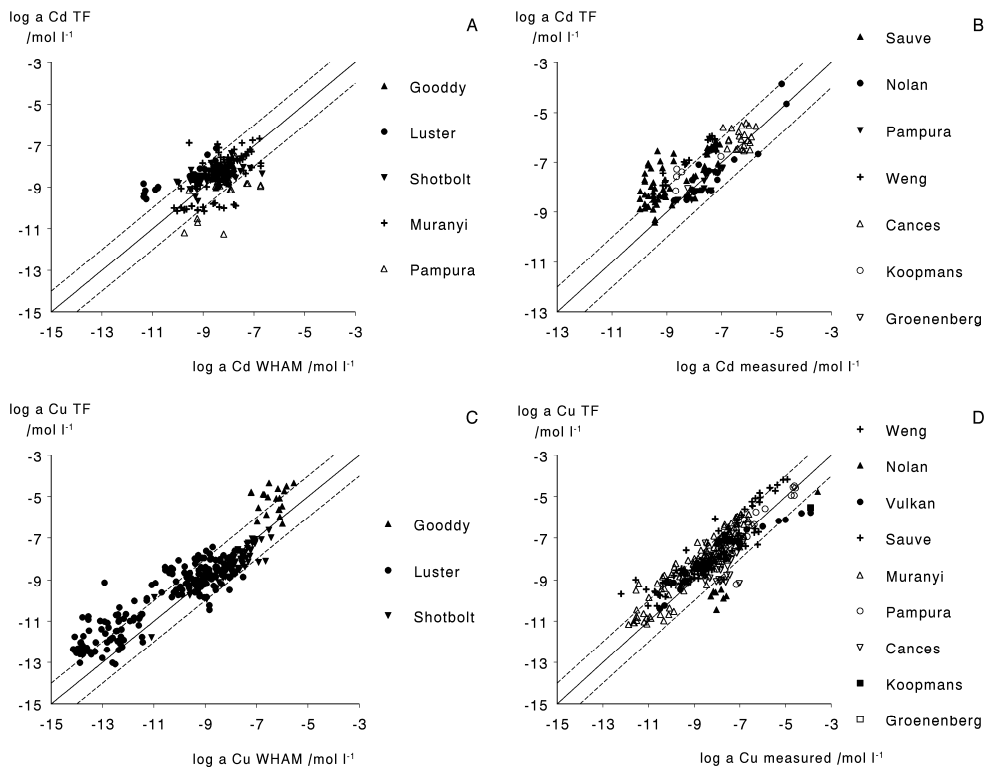 log a Cd TF
/mol l-1
A
-3
-5
-7
-9
-11
-13
-15
-15 -13 -11 -9 -7 -5 -3
log a Cd WHAM /mol l-1
Gooddy
Luster
Shotbolt
Muranyi
Pampura
log a Cd TF
/mol l-1
B
-3
-5
-7
-9
-11
-13
-13 -11 -9 -7 -5 -3
log a Cd measured /mol l-1
Sauve
Nolan
Pampura
Weng
Cances
Koopmans
Groenenberg
log a Cu TF
/mol l-1
C
-3
-5
-7
-9
-11
-13
-15
-15 -13 -11 -9 -7 -5 -3
log a Cu WHAM /mol l-1
Gooddy
Luster
Shotbolt
log a Cu TF
/mol l-1
D
-3
-5
-7
-9
-11
-13
-15
-15 -13 -11 -9 -7 -5 -3
log a Cu measured /mol l-1
Weng
Nolan
Vulkan
Sauve
Muranyi
Pampura
Cances
Koopmans
Groenenberg